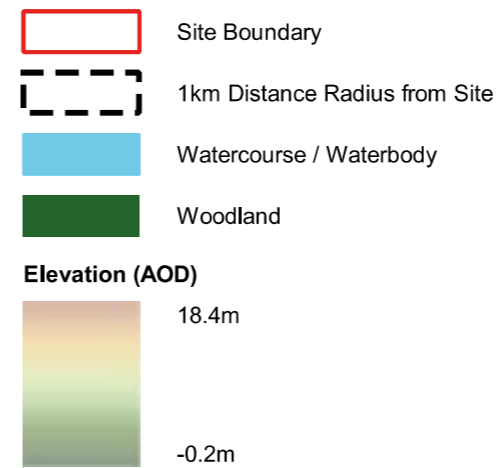 Site Boundary
1km Distance Radius from Site
Watercourse / Waterbody
Woodland
Elevation (AOD)
18.4m
-0.2m